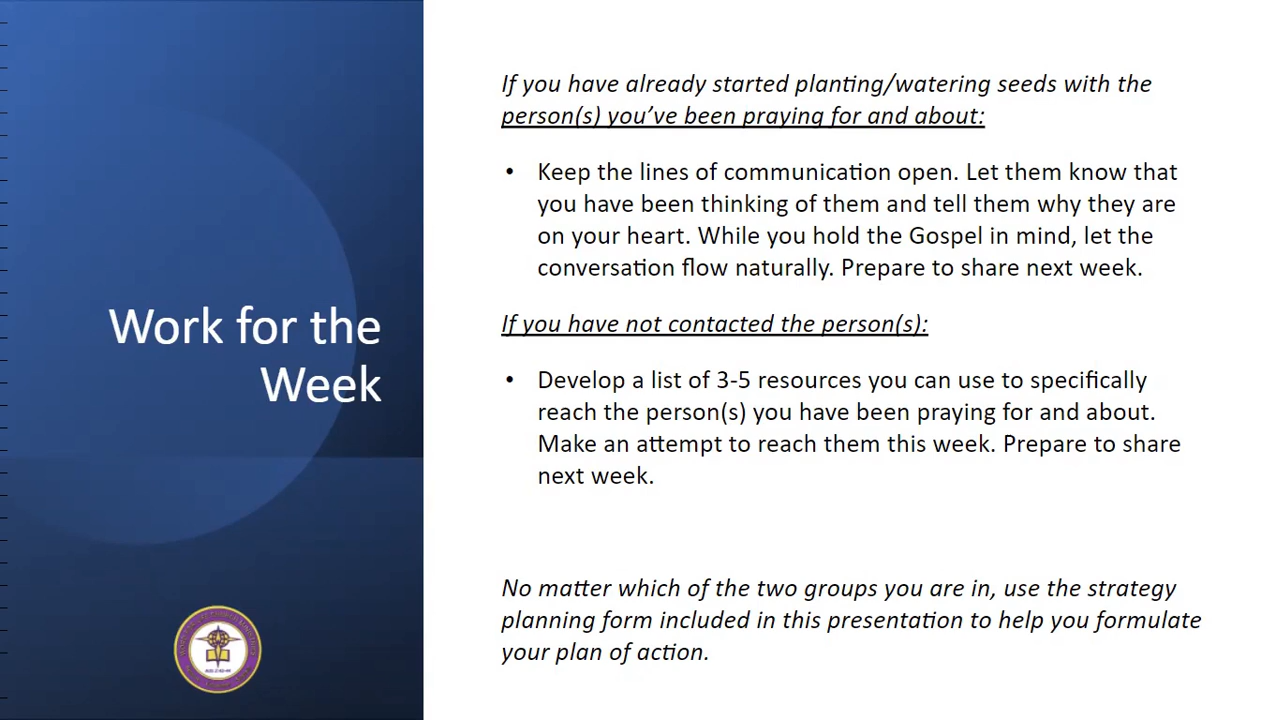 Work for the
Week
If you have already started planting/watering seeds with the
person(s) you’ve been praying for and about:
• Keep the lines of communication open. Let them know that
you have been thinking of them and tell them why they are
on your heart. While you hold the Gospel in mind, let the
conversation flow naturally. Prepare to share next week.
If you have not contacted the person(s):
• Develop a list of 3-5 resources you can use to specifically
reach the person(s) you have been praying for and about.
Make an attempt to reach them this week. Prepare to share
next week.
No matter which of the two groups you are in, use the strategy
planning form included in this presentation to help you formulate
your plan of action.